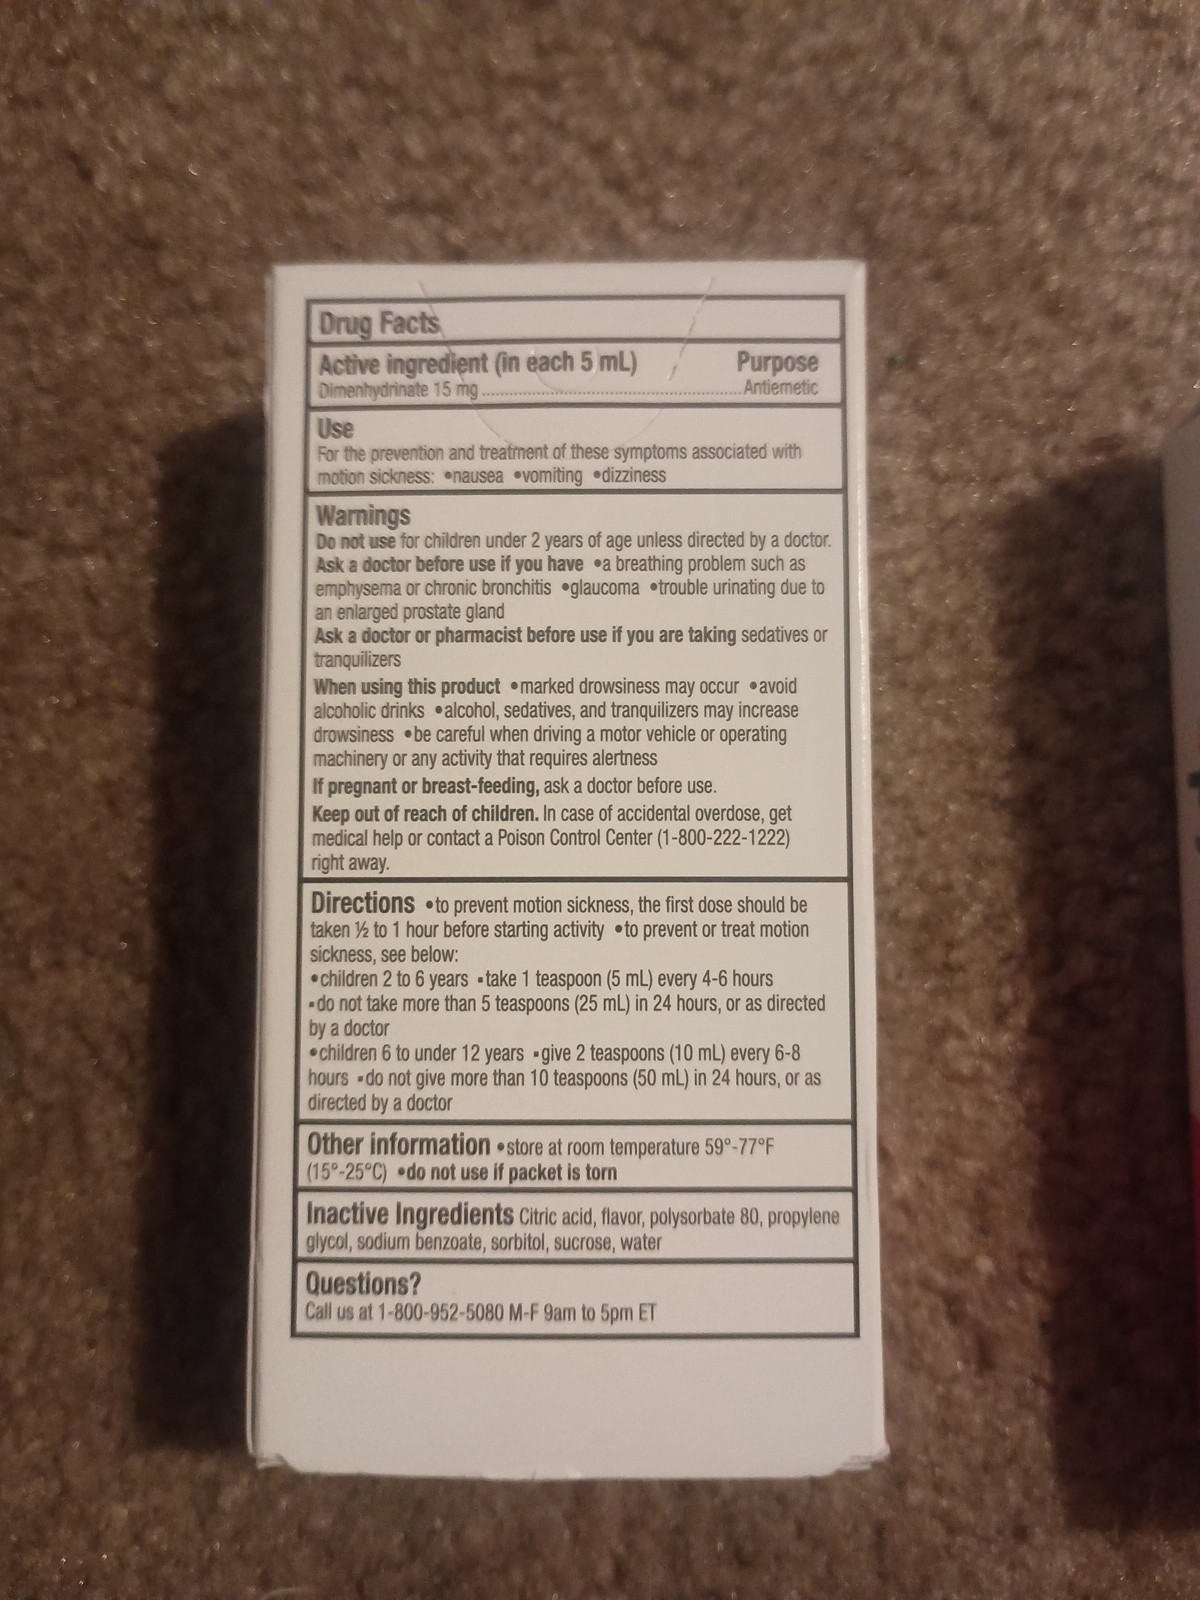 Drug Facts
Active ingredient (in each 5 mL) Purpose
Dimenhydrinate 15 mg......................................................Antiemetic
Use
For the prevention and treatment of these symptoms associated with
motion sickness: •nausea •vomiting •dizziness
Warnings
Do not use for children under 2 years of age unless directed by a doctor.
Ask a doctor before use if you have •a breathing problem such as
emphysema or chronic bronchitis •glaucoma •trouble urinating due to
an enlarged prostate gland
Ask a doctor or pharmacist before use if you are taking sedatives or
tranquilizers
When using this product •marked drowsiness may occur •avoid
alcoholic drinks •alcohol, sedatives, and tranquilizers may increase
drowsiness •be careful when driving a motor vehicle or operating
machinery or any activity that requires alertness
If pregnant or breast-feeding, ask a doctor before use.
Keep out of reach of children. In case of accidental overdose, get
medical help or contact a Poison Control Center (1-800-222-1222)
right away.
Directions •to prevent motion sickness, the first dose should be
taken ½ to 1 hour before starting activity •to prevent or treat motion
sickness, see below:
•children 2 to 6 years ▪take 1 teaspoon (5 mL) every 4-6 hours
▪do not take more than 5 teaspoons (25 mL) in 24 hours, or as directed
by a doctor
•children 6 to under 12 years ▪give 2 teaspoons (10 mL) every 6-8
hours ▪do not give more than 10 teaspoons (50 mL) in 24 hours, or as
directed by a doctor
Other information •store at room temperature 59°-77°F
(15°-25°C) •do not use if packet is torn
Inactive Ingredients Citric acid, flavor, polysorbate 80, propylene
glycol, sodium benzoate, sorbitol, sucrose, water
Questions?
Call us at 1-800-952-5080 M-F 9am to 5pm ET